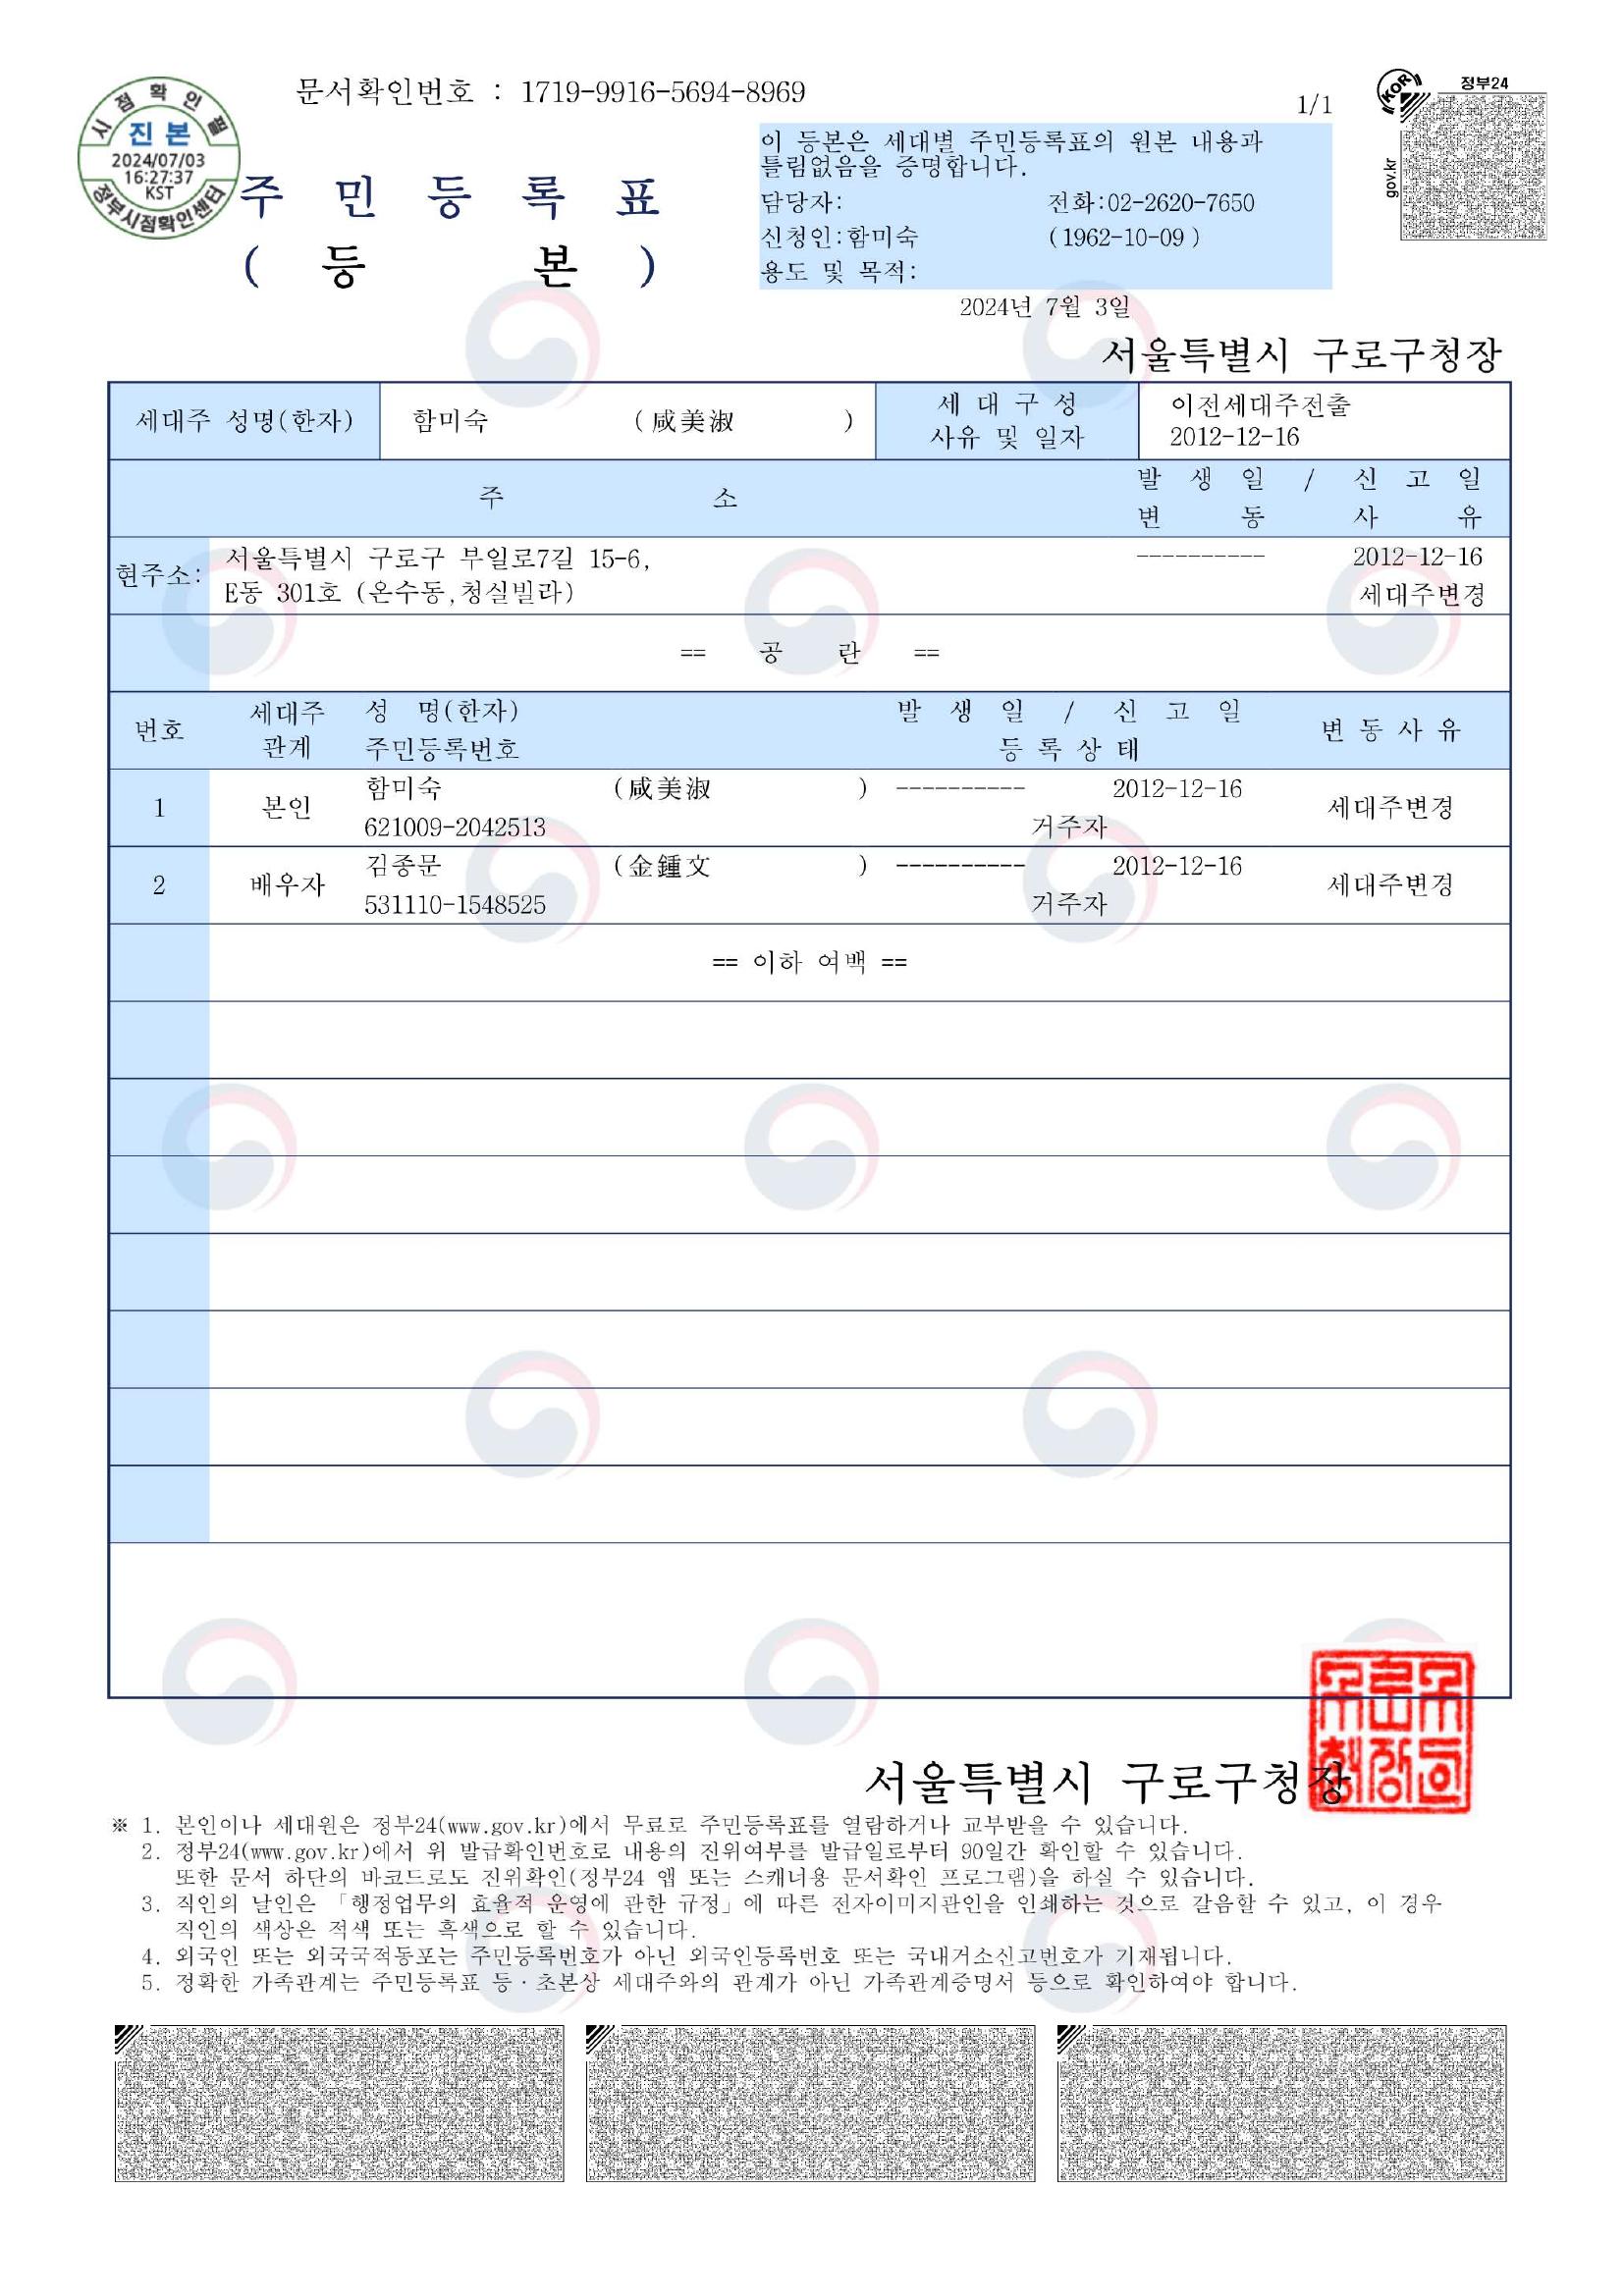 문서확인번호 : 1719-9916-5694-8969
1/1
정부24
gov.kr
KOR
시점확인필
진본
2024/07/03
16:27:37
KST
정부시점확인센터
주 민 등 록 표
( 등 본 )
이 등본은 세대별 주민등록표의 원본 내용과
틀림없음을 증명합니다.
담당자: 전화:02-2620-7650
신청인:함미숙 (1962-10-09 )
용도 및 목적:
2024년 7월 3일
서울특별시 구로구청장
세대주 성명(한자) 함미숙 (咸美淑 ) 세 대 구 성 사유 및 일자 이전세대주전출 2012-12-16
주 소 발 생 일 / 신 고 일
변 동 사 유
현주소: 서울특별시 구로구 부일로7길 15-6, ---------- 2012-12-16
E동 301호 (온수동,청실빌라) 세대주변경
== 공 란 ==
번호 세대주 관계 성 명(한자) 주민등록번호 발 생 일 / 신 고 일 등 록 상 태 변 동 사 유
1 본인 함미숙 (咸美淑 ) ---------- 2012-12-16 세대주변경
621009-2042513 거주자
2 배우자 김종문 (金鍾文 ) ---------- 2012-12-16 세대주변경
531110-1548525 거주자
== 이하 여백 ==
서울특별시 구로구청장
※ 1. 본인이나 세대원은 정부24(www.gov.kr)에서 무료로 주민등록표를 열람하거나 교부받을 수 있습니다.
2. 정부24(www.gov.kr)에서 위 발급확인번호로 내용의 진위여부를 발급일로부터 90일간 확인할 수 있습니다.
또한 문서 하단의 바코드로도 진위확인(정부24 앱 또는 스캐너용 문서확인 프로그램)을 하실 수 있습니다.
3. 직인의 날인은 「행정업무의 효율적 운영에 관한 규정」에 따른 전자이미지관인을 인쇄하는 것으로 갈음할 수 있고, 이 경우
직인의 색상은 적색 또는 흑색으로 할 수 있습니다.
4. 외국인 또는 외국국적동포는 주민등록번호가 아닌 외국인등록번호 또는 국내거소신고번호가 기재됩니다.
5. 정확한 가족관계는 주민등록표 등·초본상 세대주와의 관계가 아닌 가족관계증명서 등으로 확인하여야 합니다.